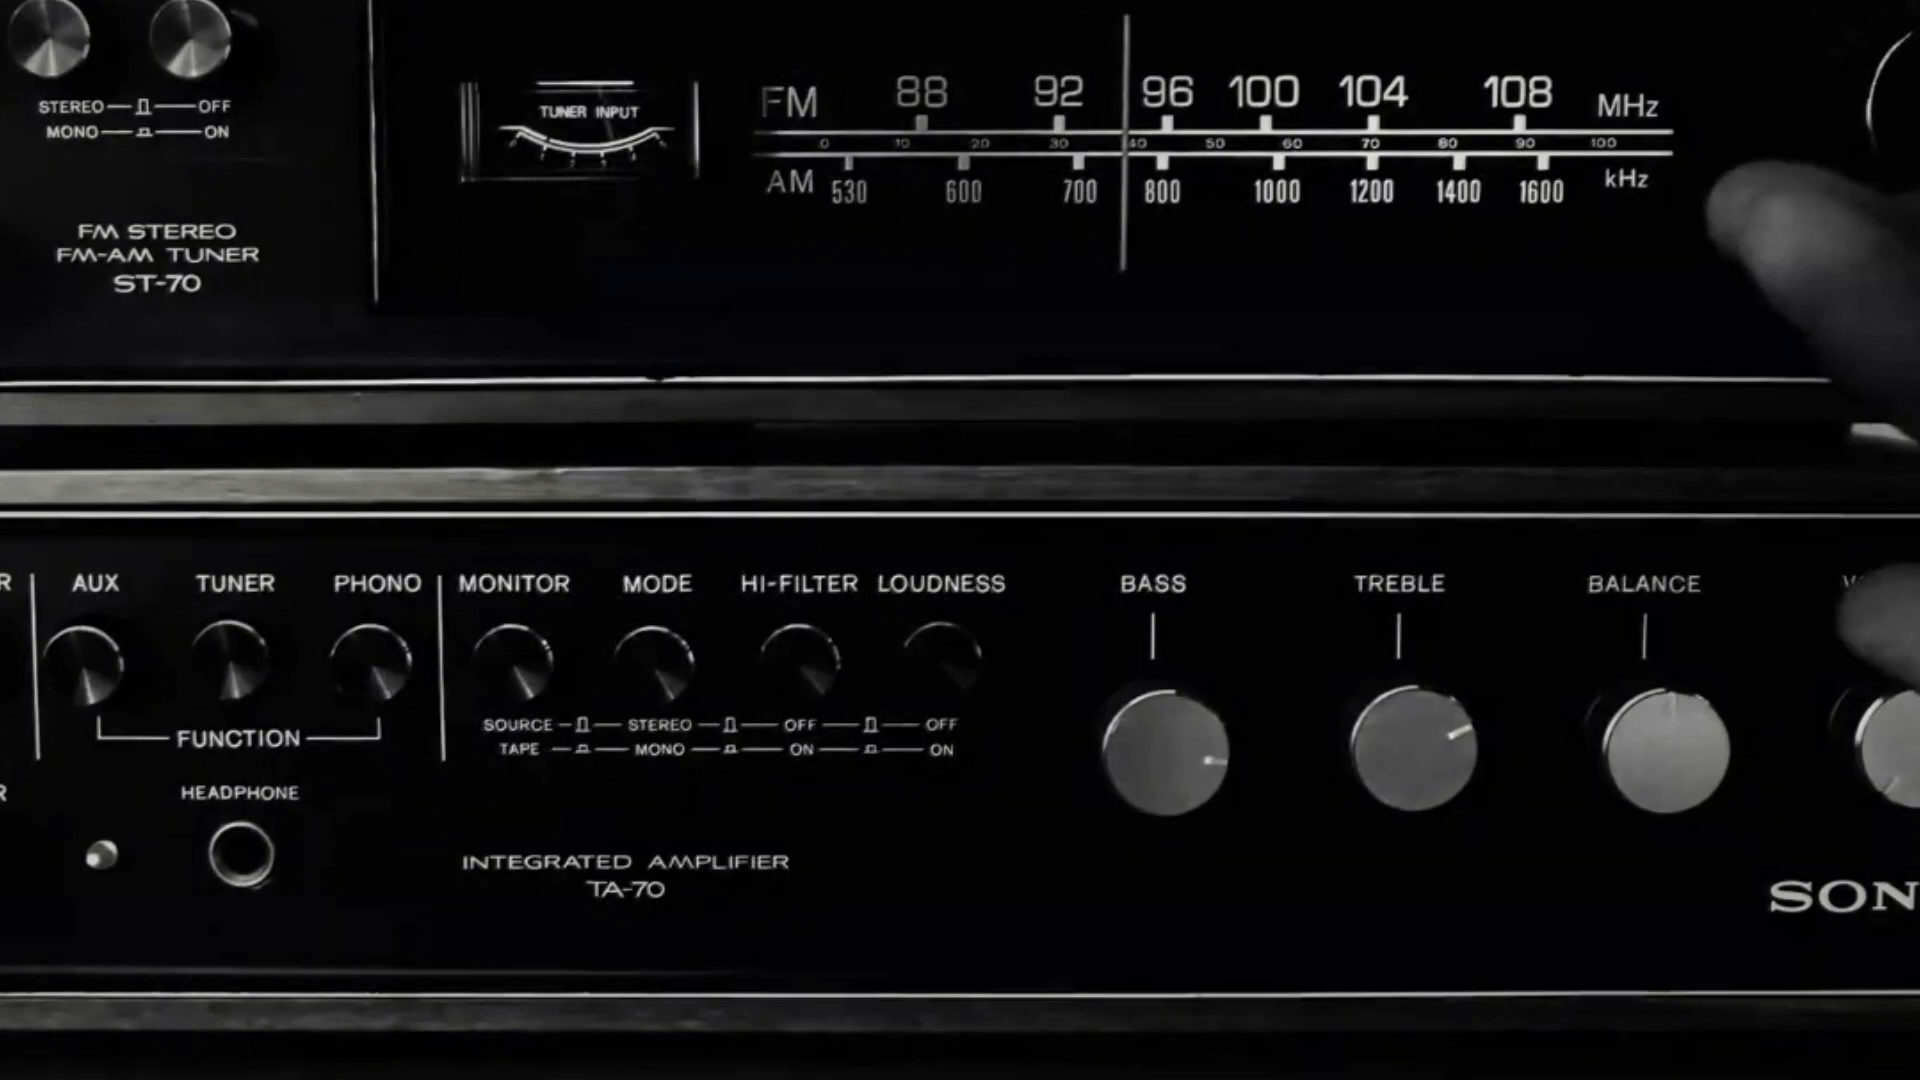 STEREO OFF
MONO ON
FM STEREO
FM-AM TUNER
ST-70
TUNER INPUT
FM 88 92 96 100 104 108 MHz
0 10 20 30 40 50 60 70 80 90 100
AM 530 600 700 800 1000 1200 1400 1600 kHz
R AUX TUNER PHONO MONITOR MODE HI-FILTER LOUDNESS BASS TREBLE BALANCE
SOURCE STEREO OFF OFF
TAPE MONO ON ON
FUNCTION
R HEADPHONE
INTEGRATED AMPLIFIER
TA-70
SON